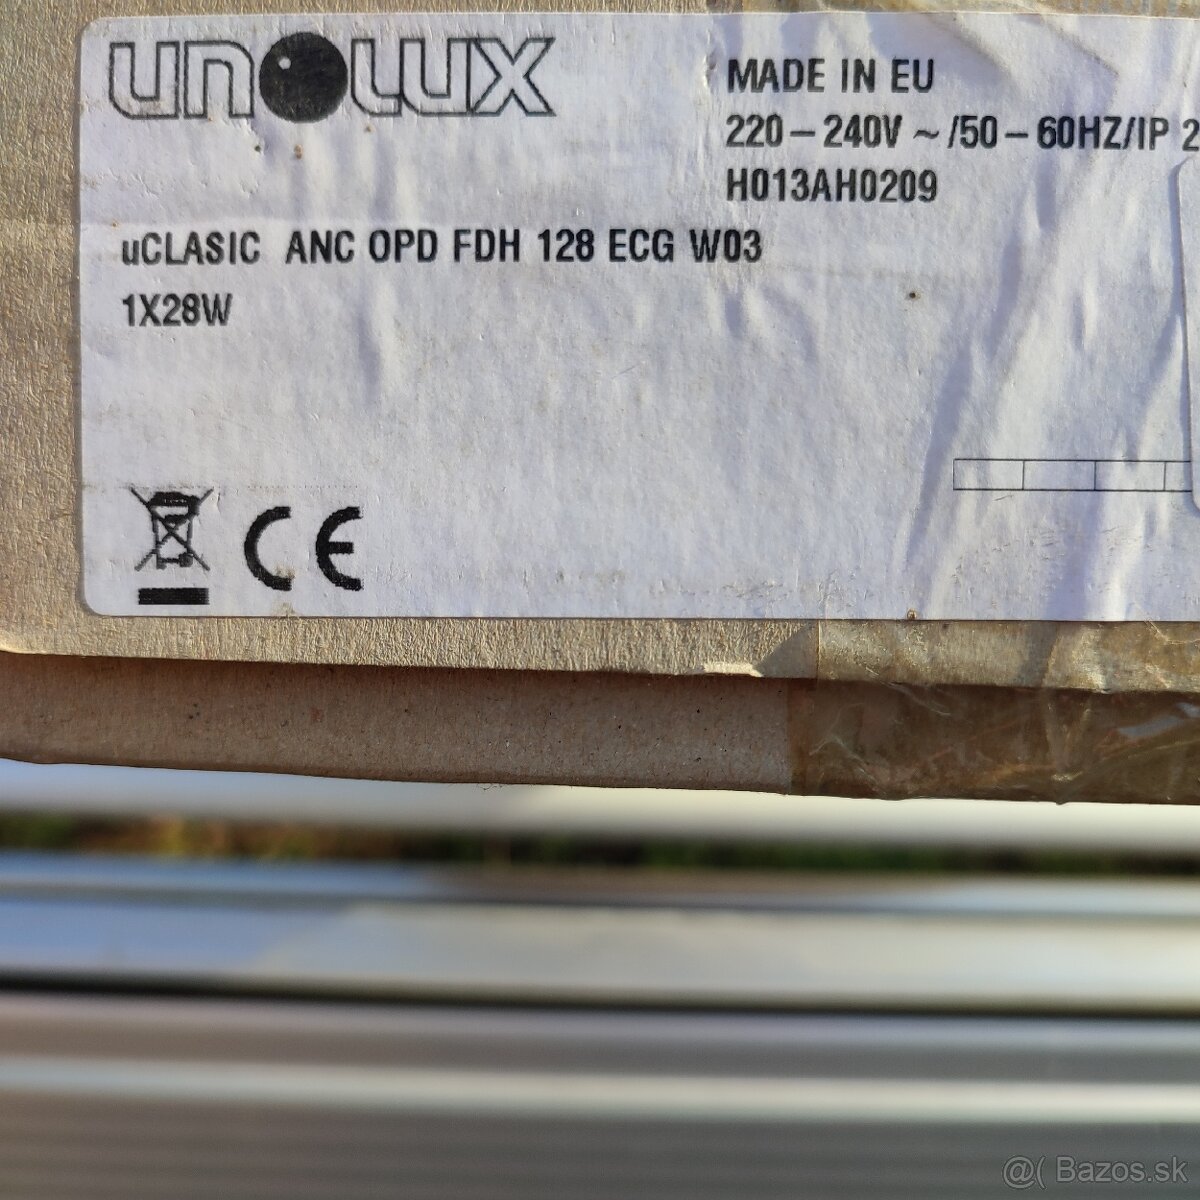 unolux
MADE IN EU
220 – 240V ~ /50 – 60HZ/IP 2
H013AH0209
uCLASIC ANC OPD FDH 128 ECG W03
1X28W
CE
@( Bazos.sk